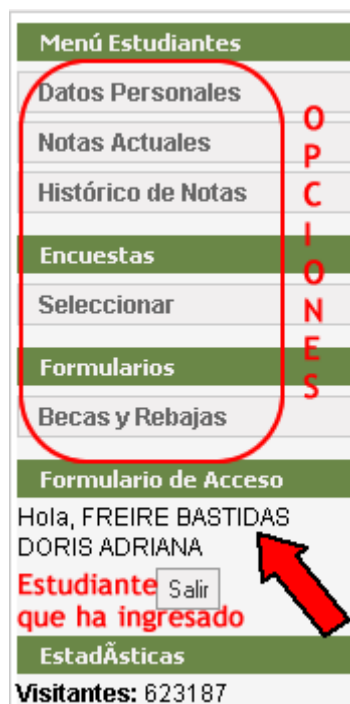 Menú Estudiantes
Datos Personales
Notas Actuales
Histórico de Notas
Encuestas
Seleccionar
Formularios
Becas y Rebajas
OPCIONES
Formulario de Acceso
Hola, FREIRE BASTIDAS
DORIS ADRIANA
Estudiante
que ha ingresado
Salir
EstadÃsticas
Visitantes: 623187